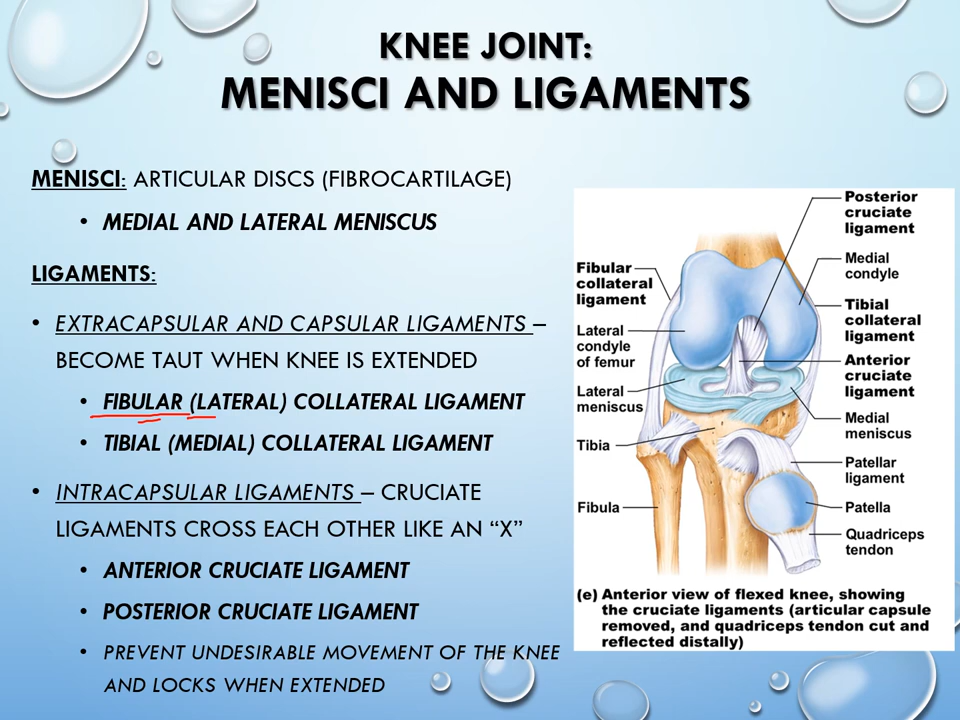 KNEE JOINT:
MENISCI AND LIGAMENTS
MENISCI: ARTICULAR DISCS (FIBROCARTILAGE)
• MEDIAL AND LATERAL MENISCUS
LIGAMENTS:
• EXTRACAPSULAR AND CAPSULAR LIGAMENTS –
BECOME TAUT WHEN KNEE IS EXTENDED
• FIBULAR (LATERAL) COLLATERAL LIGAMENT
• TIBIAL (MEDIAL) COLLATERAL LIGAMENT
• INTRACAPSULAR LIGAMENTS – CRUCIATE
LIGAMENTS CROSS EACH OTHER LIKE AN “X”
• ANTERIOR CRUCIATE LIGAMENT
• POSTERIOR CRUCIATE LIGAMENT
• PREVENT UNDESIRABLE MOVEMENT OF THE KNEE
AND LOCKS WHEN EXTENDED
Fibular
collateral
ligament
Lateral
condyle
of femur
Lateral
meniscus
Tibia
Fibula
Posterior
cruciate
ligament
Medial
condyle
Tibial
collateral
ligament
Anterior
cruciate
ligament
Medial
meniscus
Patellar
ligament
Patella
Quadriceps
tendon
(e) Anterior view of flexed knee, showing
the cruciate ligaments (articular capsule
removed, and quadriceps tendon cut and
reflected distally)